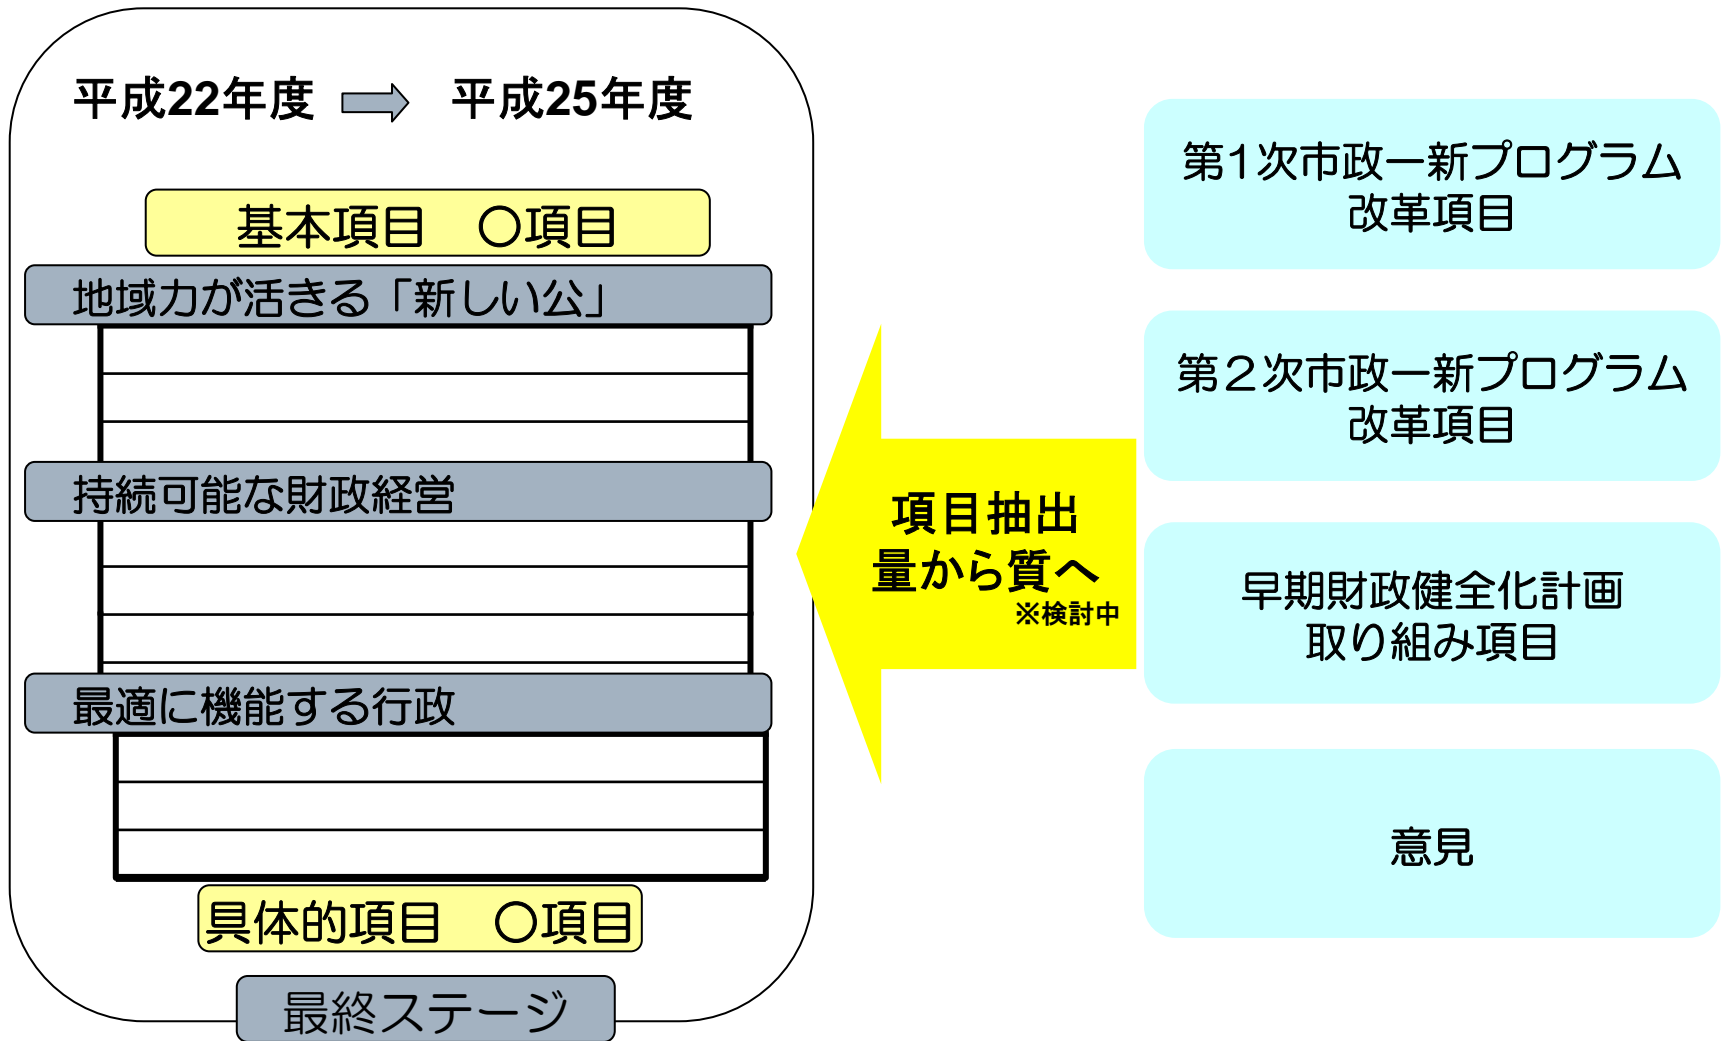 平成22年度 平成25年度
基本項目　〇項目
地域力が活きる「新しい公」
持続可能な財政経営
最適に機能する行政
具体的項目　〇項目
最終ステージ
項目抽出
量から質へ
※検討中
第1次市政一新プログラム
改革項目
第２次市政一新プログラム
改革項目
早期財政健全化計画
取り組み項目
意見